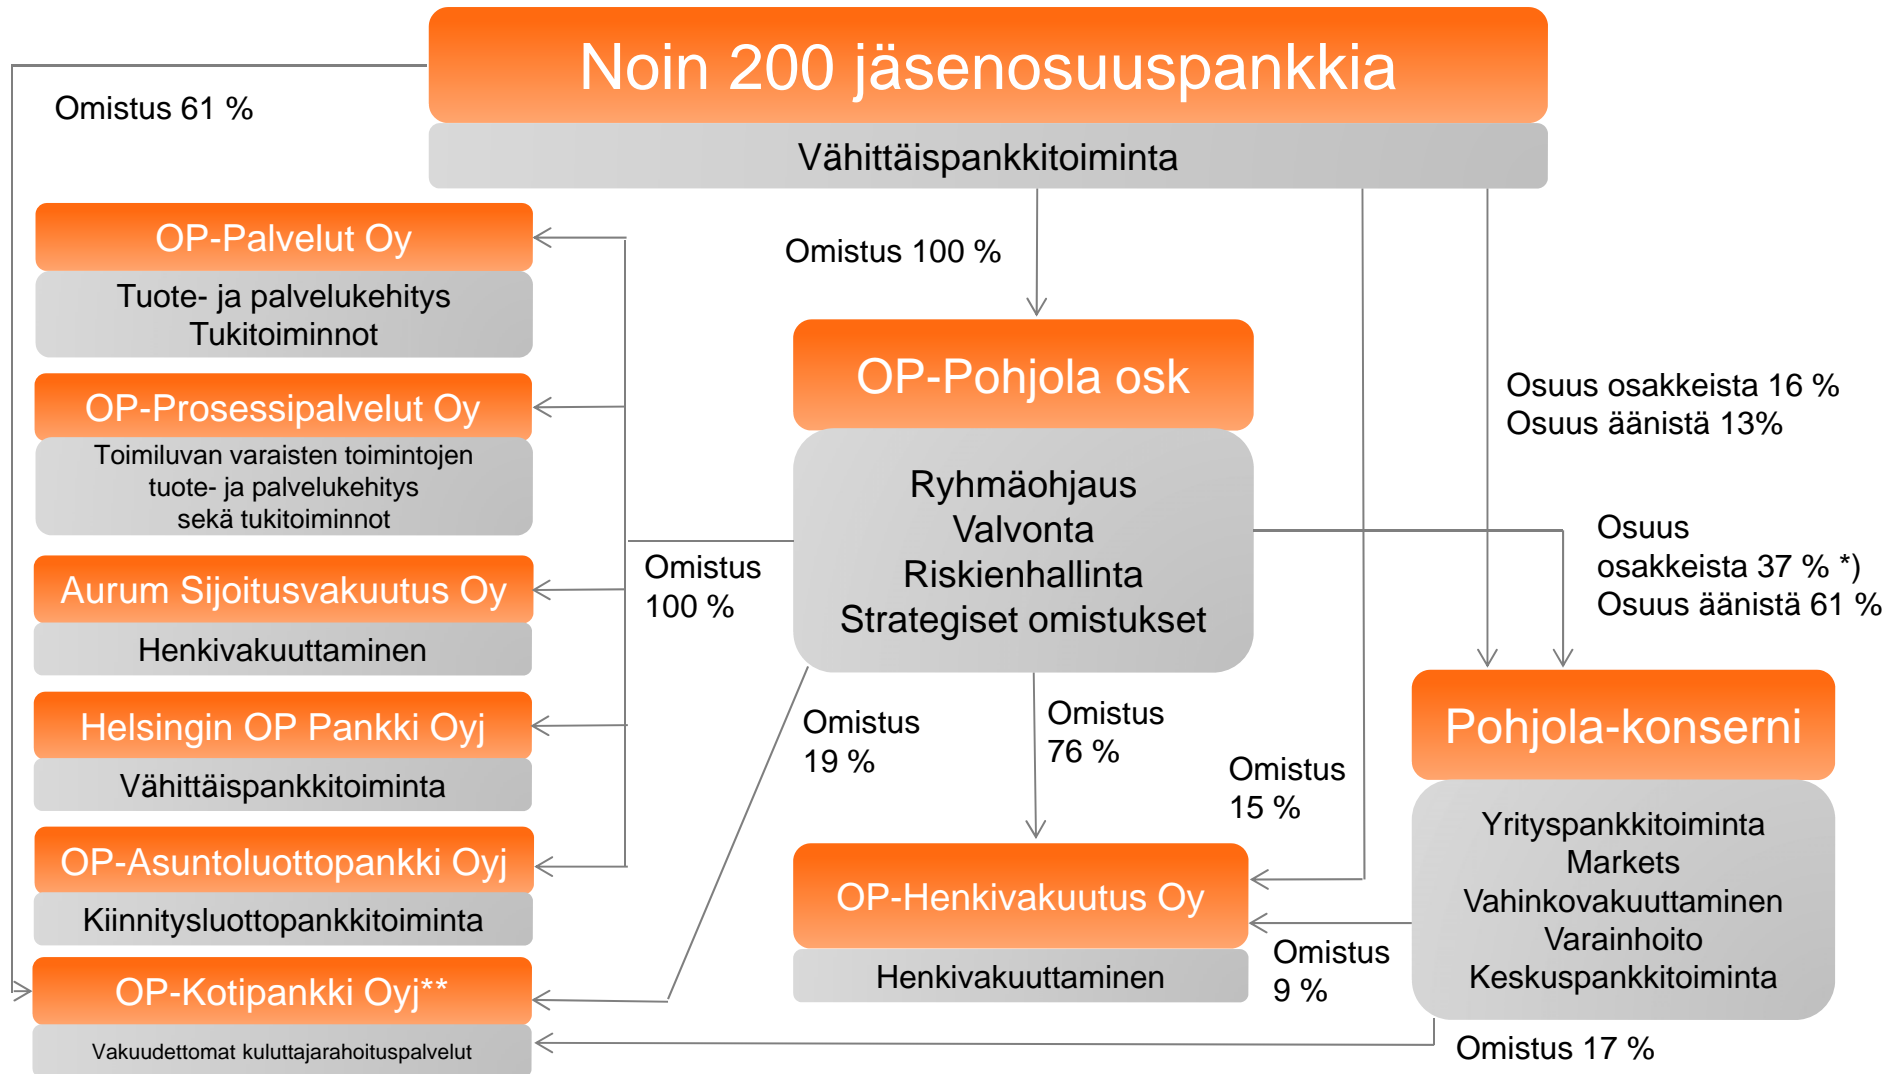 Noin 200 jäsenosuuspankkia
Vähittäispankkitoiminta
Omistus 61 %
OP-Palvelut Oy
Tuote- ja palvelukehitys
Tukitoiminnot
OP-Prosessipalvelut Oy
Toimiluvan varaisten toimintojen
tuote- ja palvelukehitys
sekä tukitoiminnot
Aurum Sijoitusvakuutus Oy
Henkivakuuttaminen
Helsingin OP Pankki Oyj
Vähittäispankkitoiminta
OP-Asuntoluottopankki Oyj
Kiinnitysluottopankkitoiminta
OP-Kotipankki Oyj**
Vakuudettomat kuluttajarahoituspalvelut
Omistus
100 %
Omistus 100 %
OP-Pohjola osk
Ryhmäohjaus
Valvonta
Riskienhallinta
Strategiset omistukset
Omistus
19 %
Omistus
76 %
Omistus
15 %
OP-Henkivakuutus Oy
Henkivakuuttaminen
Omistus
9 %
Osuus osakkeista 16 %
Osuus äänistä 13%
Osuus
osakkeista 37 % *)
Osuus äänistä 61 %
Pohjola-konserni
Yrityspankkitoiminta
Markets
Vahinkovakuuttaminen
Varainhoito
Keskuspankkitoiminta
Omistus 17 %